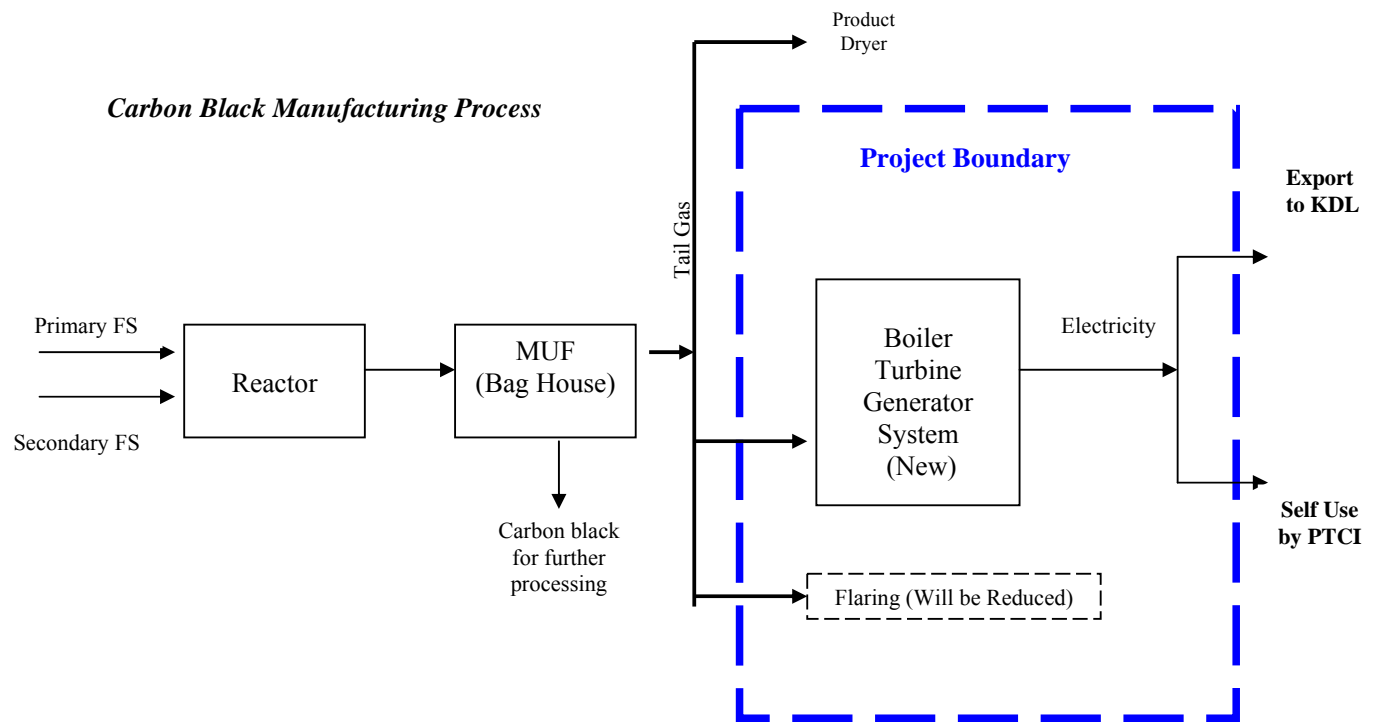 Product
Dryer
Carbon Black Manufacturing Process
Project Boundary
Export
to KDL
Tail Gas
Primary FS
Secondary FS
Reactor
MUF
(Bag House)
Boiler
Turbine
Generator
System
(New)
Electricity
Carbon black
for further
processing
Self Use
by PTCI
Flaring (Will be Reduced)